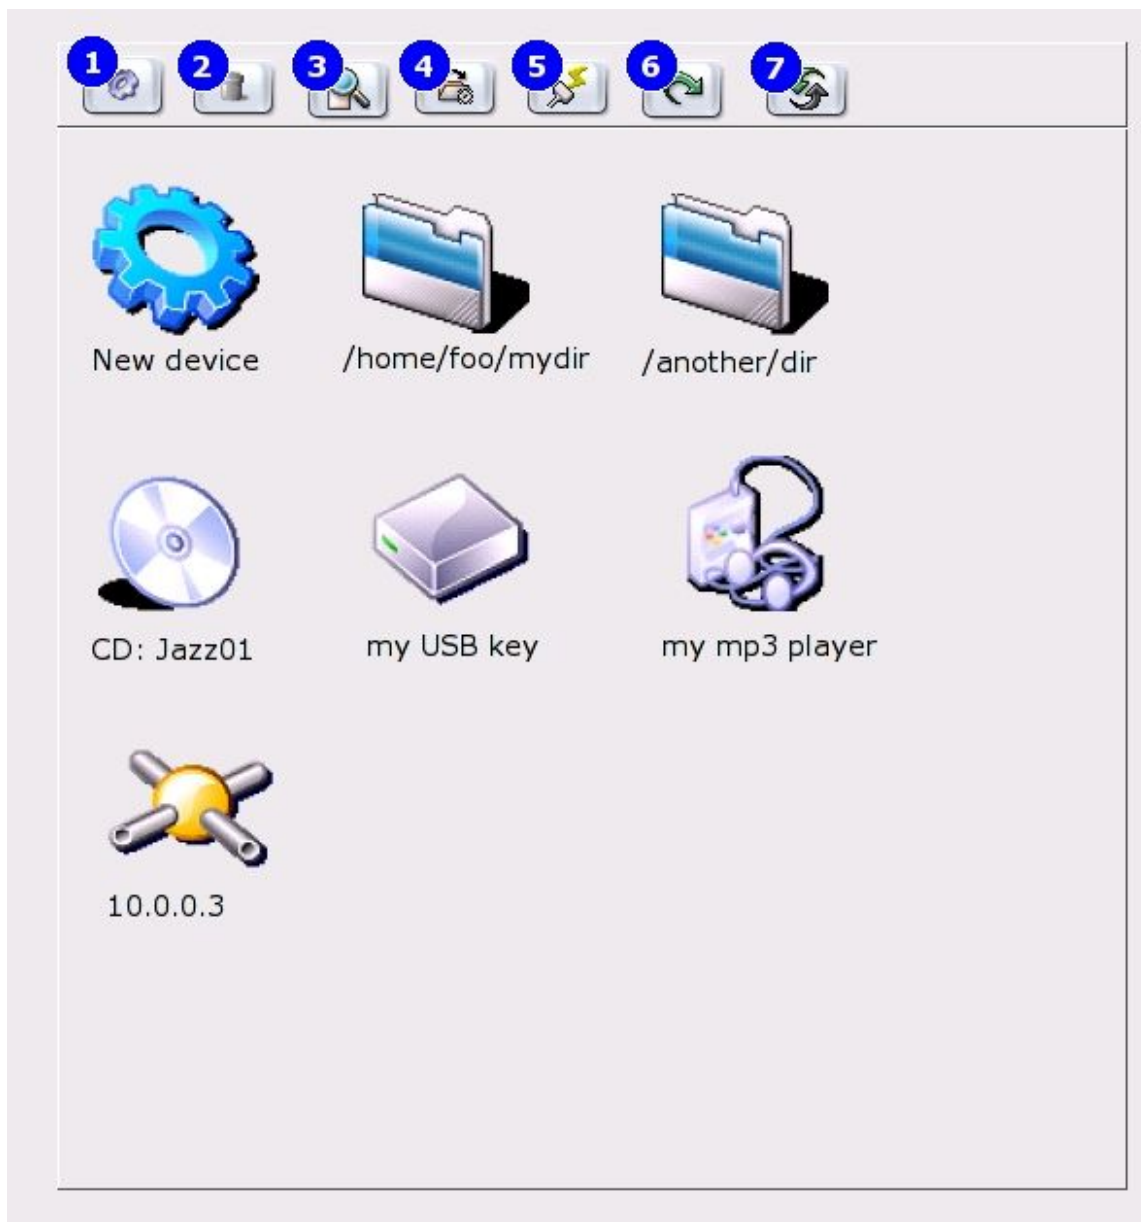 1 2 3 4 5 6 7
New device /home/foo/mydir /another/dir
CD: Jazz01 my USB key my mp3 player
10.0.0.3